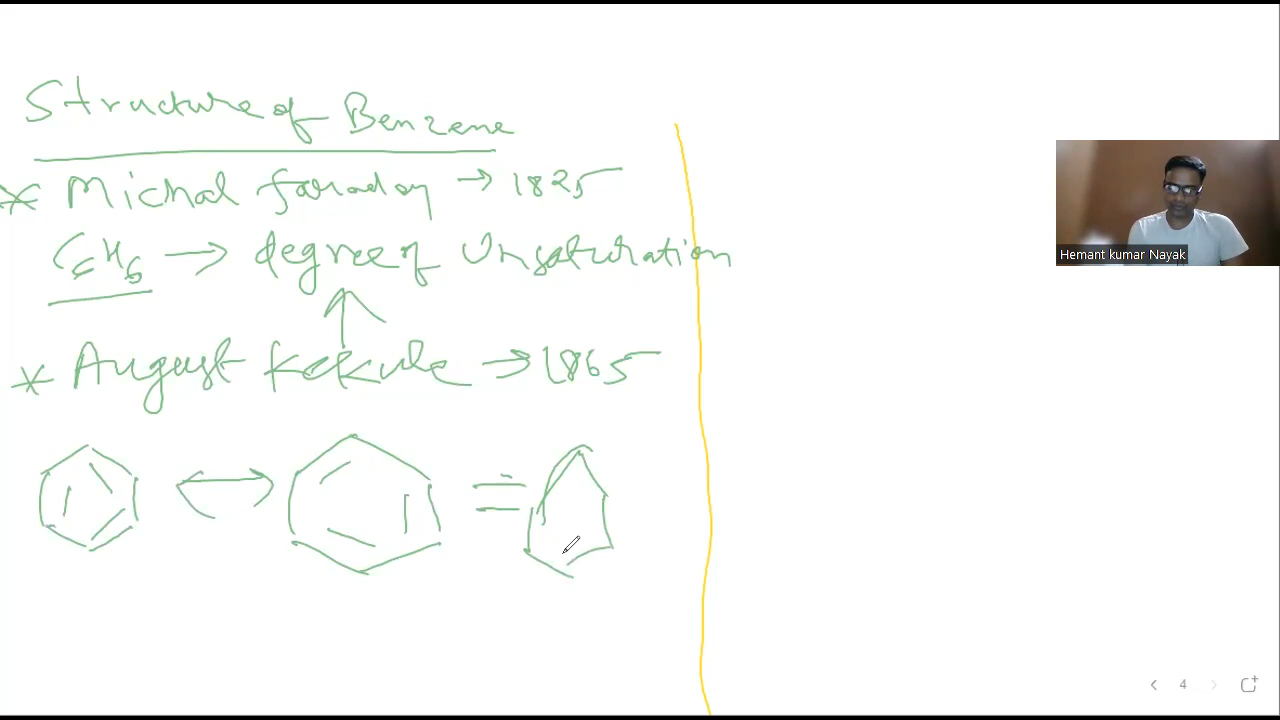 Structure of Benzene
* Michal faraday → 1825
C6H6 → degree of Unsaturation
* August kekule → 1865
Hemant kumar Nayak
4